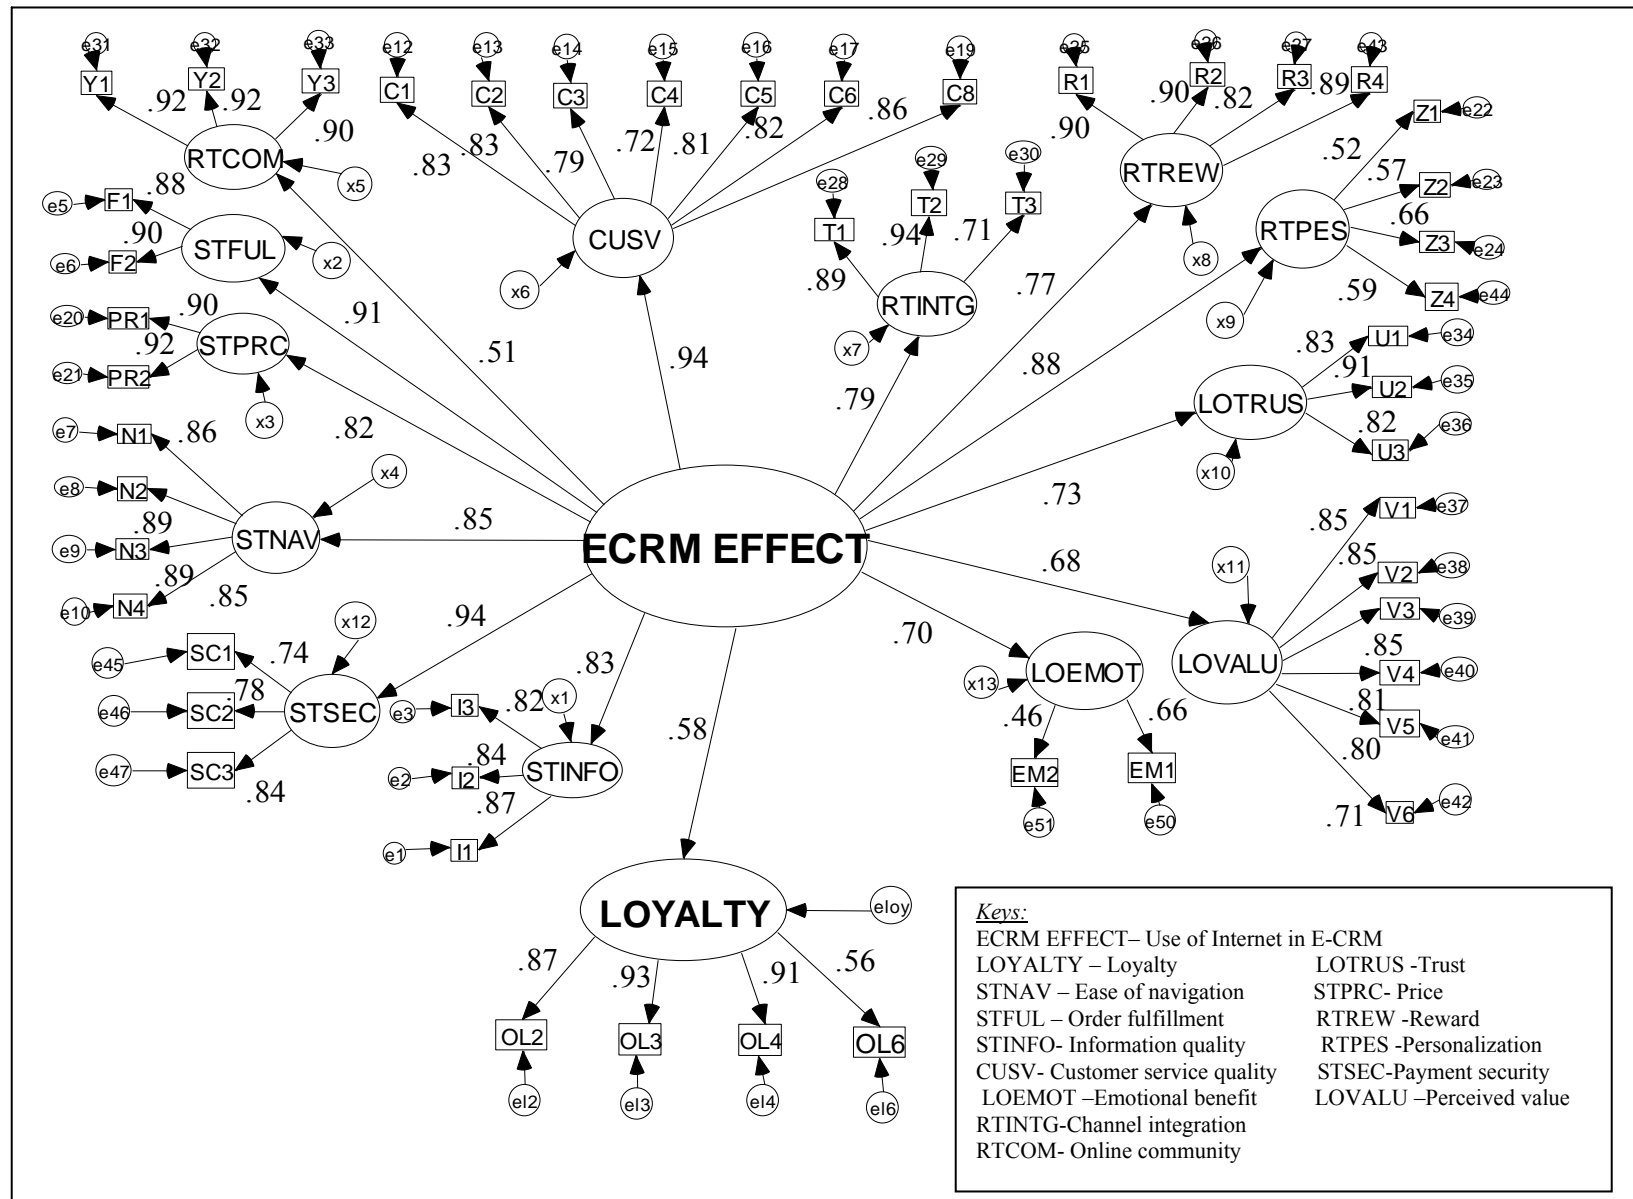 e31 e32 e33 e12 e13 e14 e15 e16 e17 e19 e25 e26 e27 e43
Y1 Y2 Y3 C1 C2 C3 C4 C5 C6 C8 R1 R2 R3 R4
.92 .92 .90 .83 .83 .79 .72 .81 .82 .86 .90 .90 .82 .89
RTCOM x5 RTREW x8
Z1 e22 .52
Z2 e23 .57
Z3 e24 .66
Z4 e44 .59
RTPES x9
e5 F1 .88
e6 F2 .90
STFUL x2
CUSV x6
e28 e29 e30
T1 T2 T3
.89 .94 .71
RTINTG x7
e20 PR1 .90
e21 PR2 .92
STPRC x3
.91 .51 .94 .79 .77 .88
U1 e34 .83
U2 e35 .91
U3 e36 .82
LOTRUS x10
e7 N1 .86
e8 N2 .89
e9 N3 .89
e10 N4 .85
STNAV x4
.82 .85 .73
ECRM EFFECT
.94 .83 .58 .70 .68
V1 e37 .85
V2 e38 .85
V3 e39
V4 e40 .85
V5 e41 .81
V6 e42 .80
.71
LOVALU x11
e45 SC1 .74
e46 SC2 .78
e47 SC3 .84
STSEC x12
e3 I3 .82
e2 I2 .84
e1 I1 .87
STINFO x1
LOEMOT x13
.46 .66
EM2 EM1
e51 e50
LOYALTY eloy
.87 .93 .91 .56
OL2 OL3 OL4 OL6
el2 el3 el4 el6
Keys:
ECRM EFFECT– Use of Internet in E-CRM
LOYALTY – Loyalty LOTRUS -Trust
STNAV – Ease of navigation STPRC- Price
STFUL – Order fulfillment RTREW -Reward
STINFO- Information quality RTPES -Personalization
CUSV- Customer service quality STSEC-Payment security
LOEMOT –Emotional benefit LOVALU –Perceived value
RTINTG-Channel integration
RTCOM- Online community